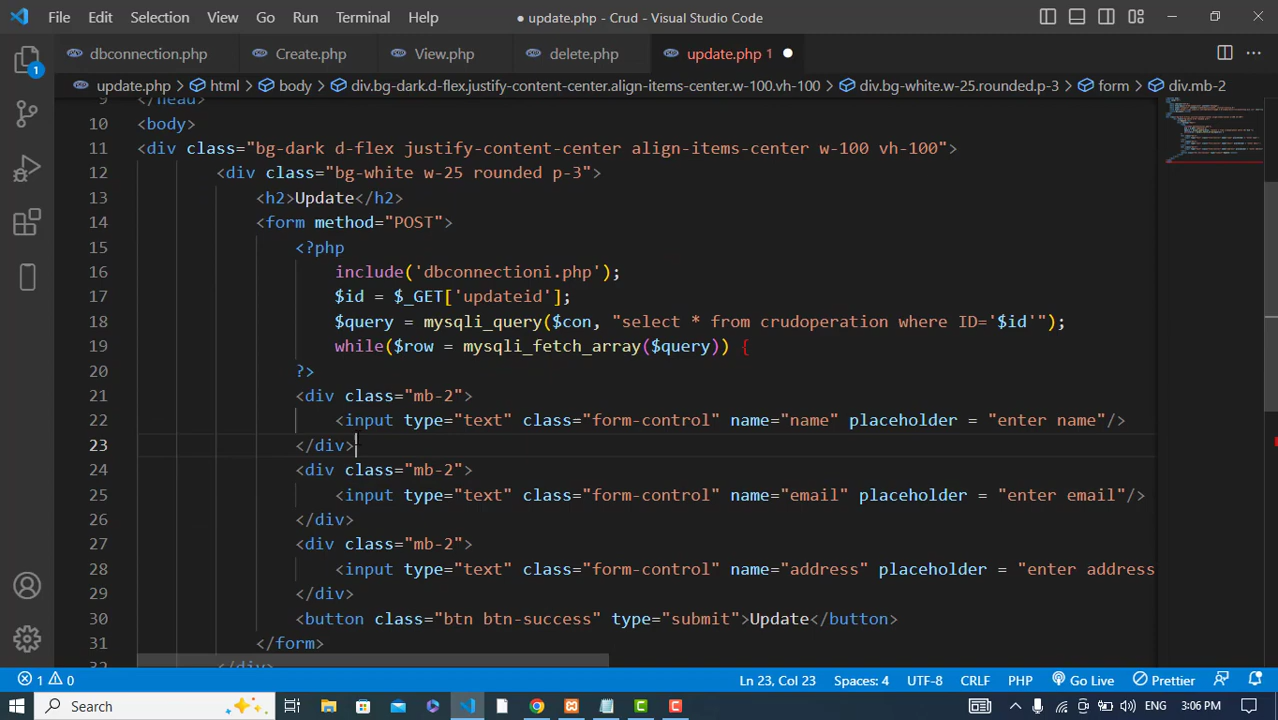 File Edit Selection View Go Run Terminal Help ● update.php - Crud - Visual Studio Code
dbconnection.php Create.php View.php delete.php update.php 1
update.php > html > body > div.bg-dark.d-flex.justify-content-center.align-items-center.w-100.vh-100 > div.bg-white.w-25.rounded.p-3 > form > div.mb-2
9 </head>
10 <body>
11 <div class="bg-dark d-flex justify-content-center align-items-center w-100 vh-100">
12 <div class="bg-white w-25 rounded p-3">
13 <h2>Update</h2>
14 <form method="POST">
15 <?php
16 include('dbconnectioni.php');
17 $id = $_GET['updateid'];
18 $query = mysqli_query($con, "select * from crudoperation where ID='$id'");
19 while($row = mysqli_fetch_array($query)) {
20 ?>
21 <div class="mb-2">
22 <input type="text" class="form-control" name="name" placeholder = "enter name"/>
23 </div>
24 <div class="mb-2">
25 <input type="text" class="form-control" name="email" placeholder = "enter email"/>
26 </div>
27 <div class="mb-2">
28 <input type="text" class="form-control" name="address" placeholder = "enter address
29 </div>
30 <button class="btn btn-success" type="submit">Update</button>
31 </form>
32 </div>
1 0 Ln 23, Col 23 Spaces: 4 UTF-8 CRLF PHP Go Live Prettier
Search ENG 3:06 PM